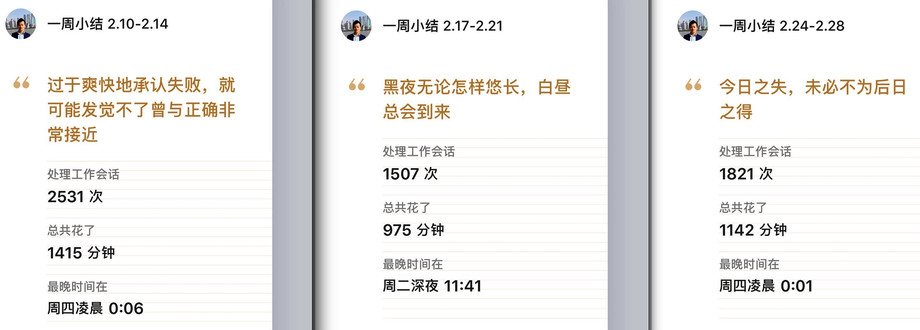 一周小结 2.10-2.14
过于爽快地承认失败，就
可能发觉不了曾与正确非
常接近
处理工作会话
2531 次
总共花了
1415 分钟
最晚时间在
周四凌晨 0:06
一周小结 2.17-2.21
黑夜无论怎样悠长，白昼
总会到来
处理工作会话
1507 次
总共花了
975 分钟
最晚时间在
周二深夜 11:41
一周小结 2.24-2.28
今日之失，未必不为后日
之得
处理工作会话
1821 次
总共花了
1142 分钟
最晚时间在
周四凌晨 0:01